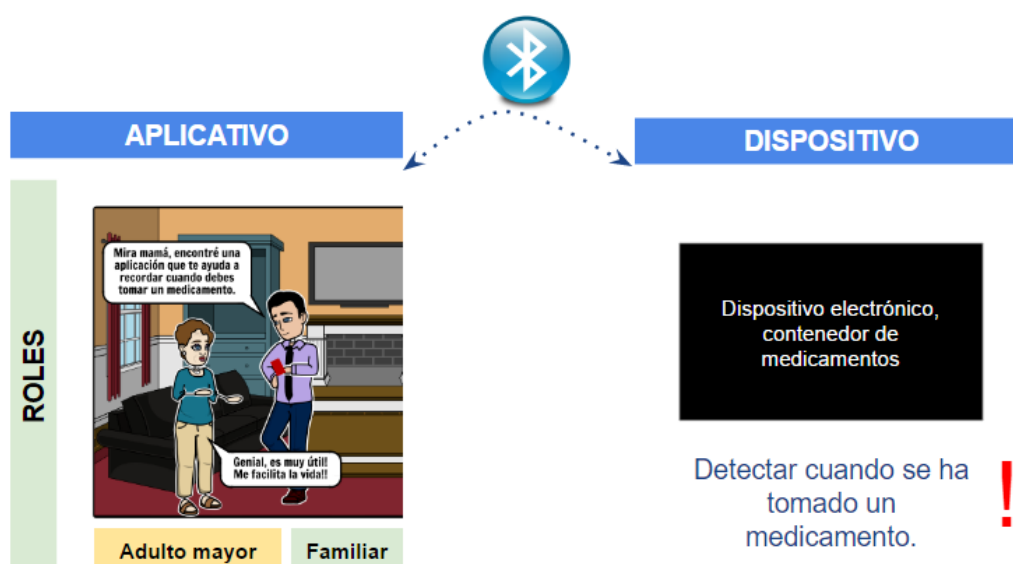 APLICATIVO
DISPOSITIVO
ROLES
Mira mamá, encontré una
aplicación que te ayuda a
recordar cuando debes
tomar un medicamento.
Genial, es muy útil!
Me facilita la vida!!
Adulto mayor
Familiar
Dispositivo electrónico,
contenedor de
medicamentos
Detectar cuando se ha
tomado un
medicamento.
!